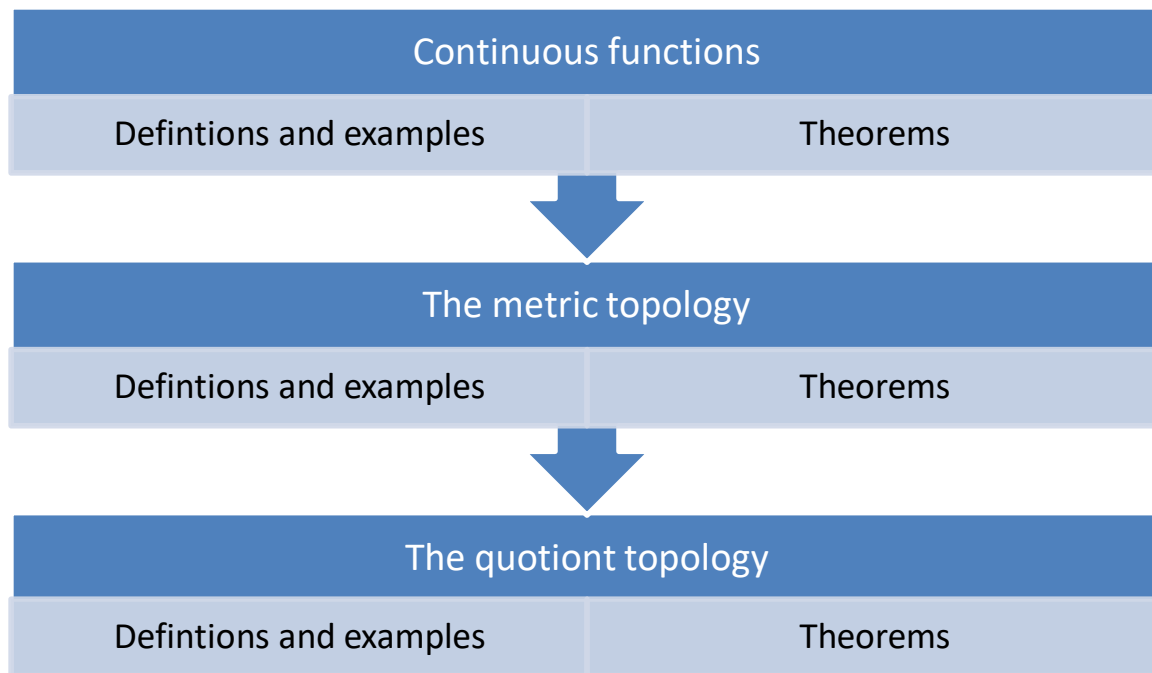 Continuous functions
Defintions and examples
Theorems
The metric topology
Defintions and examples
Theorems
The quotiont topology
Defintions and examples
Theorems